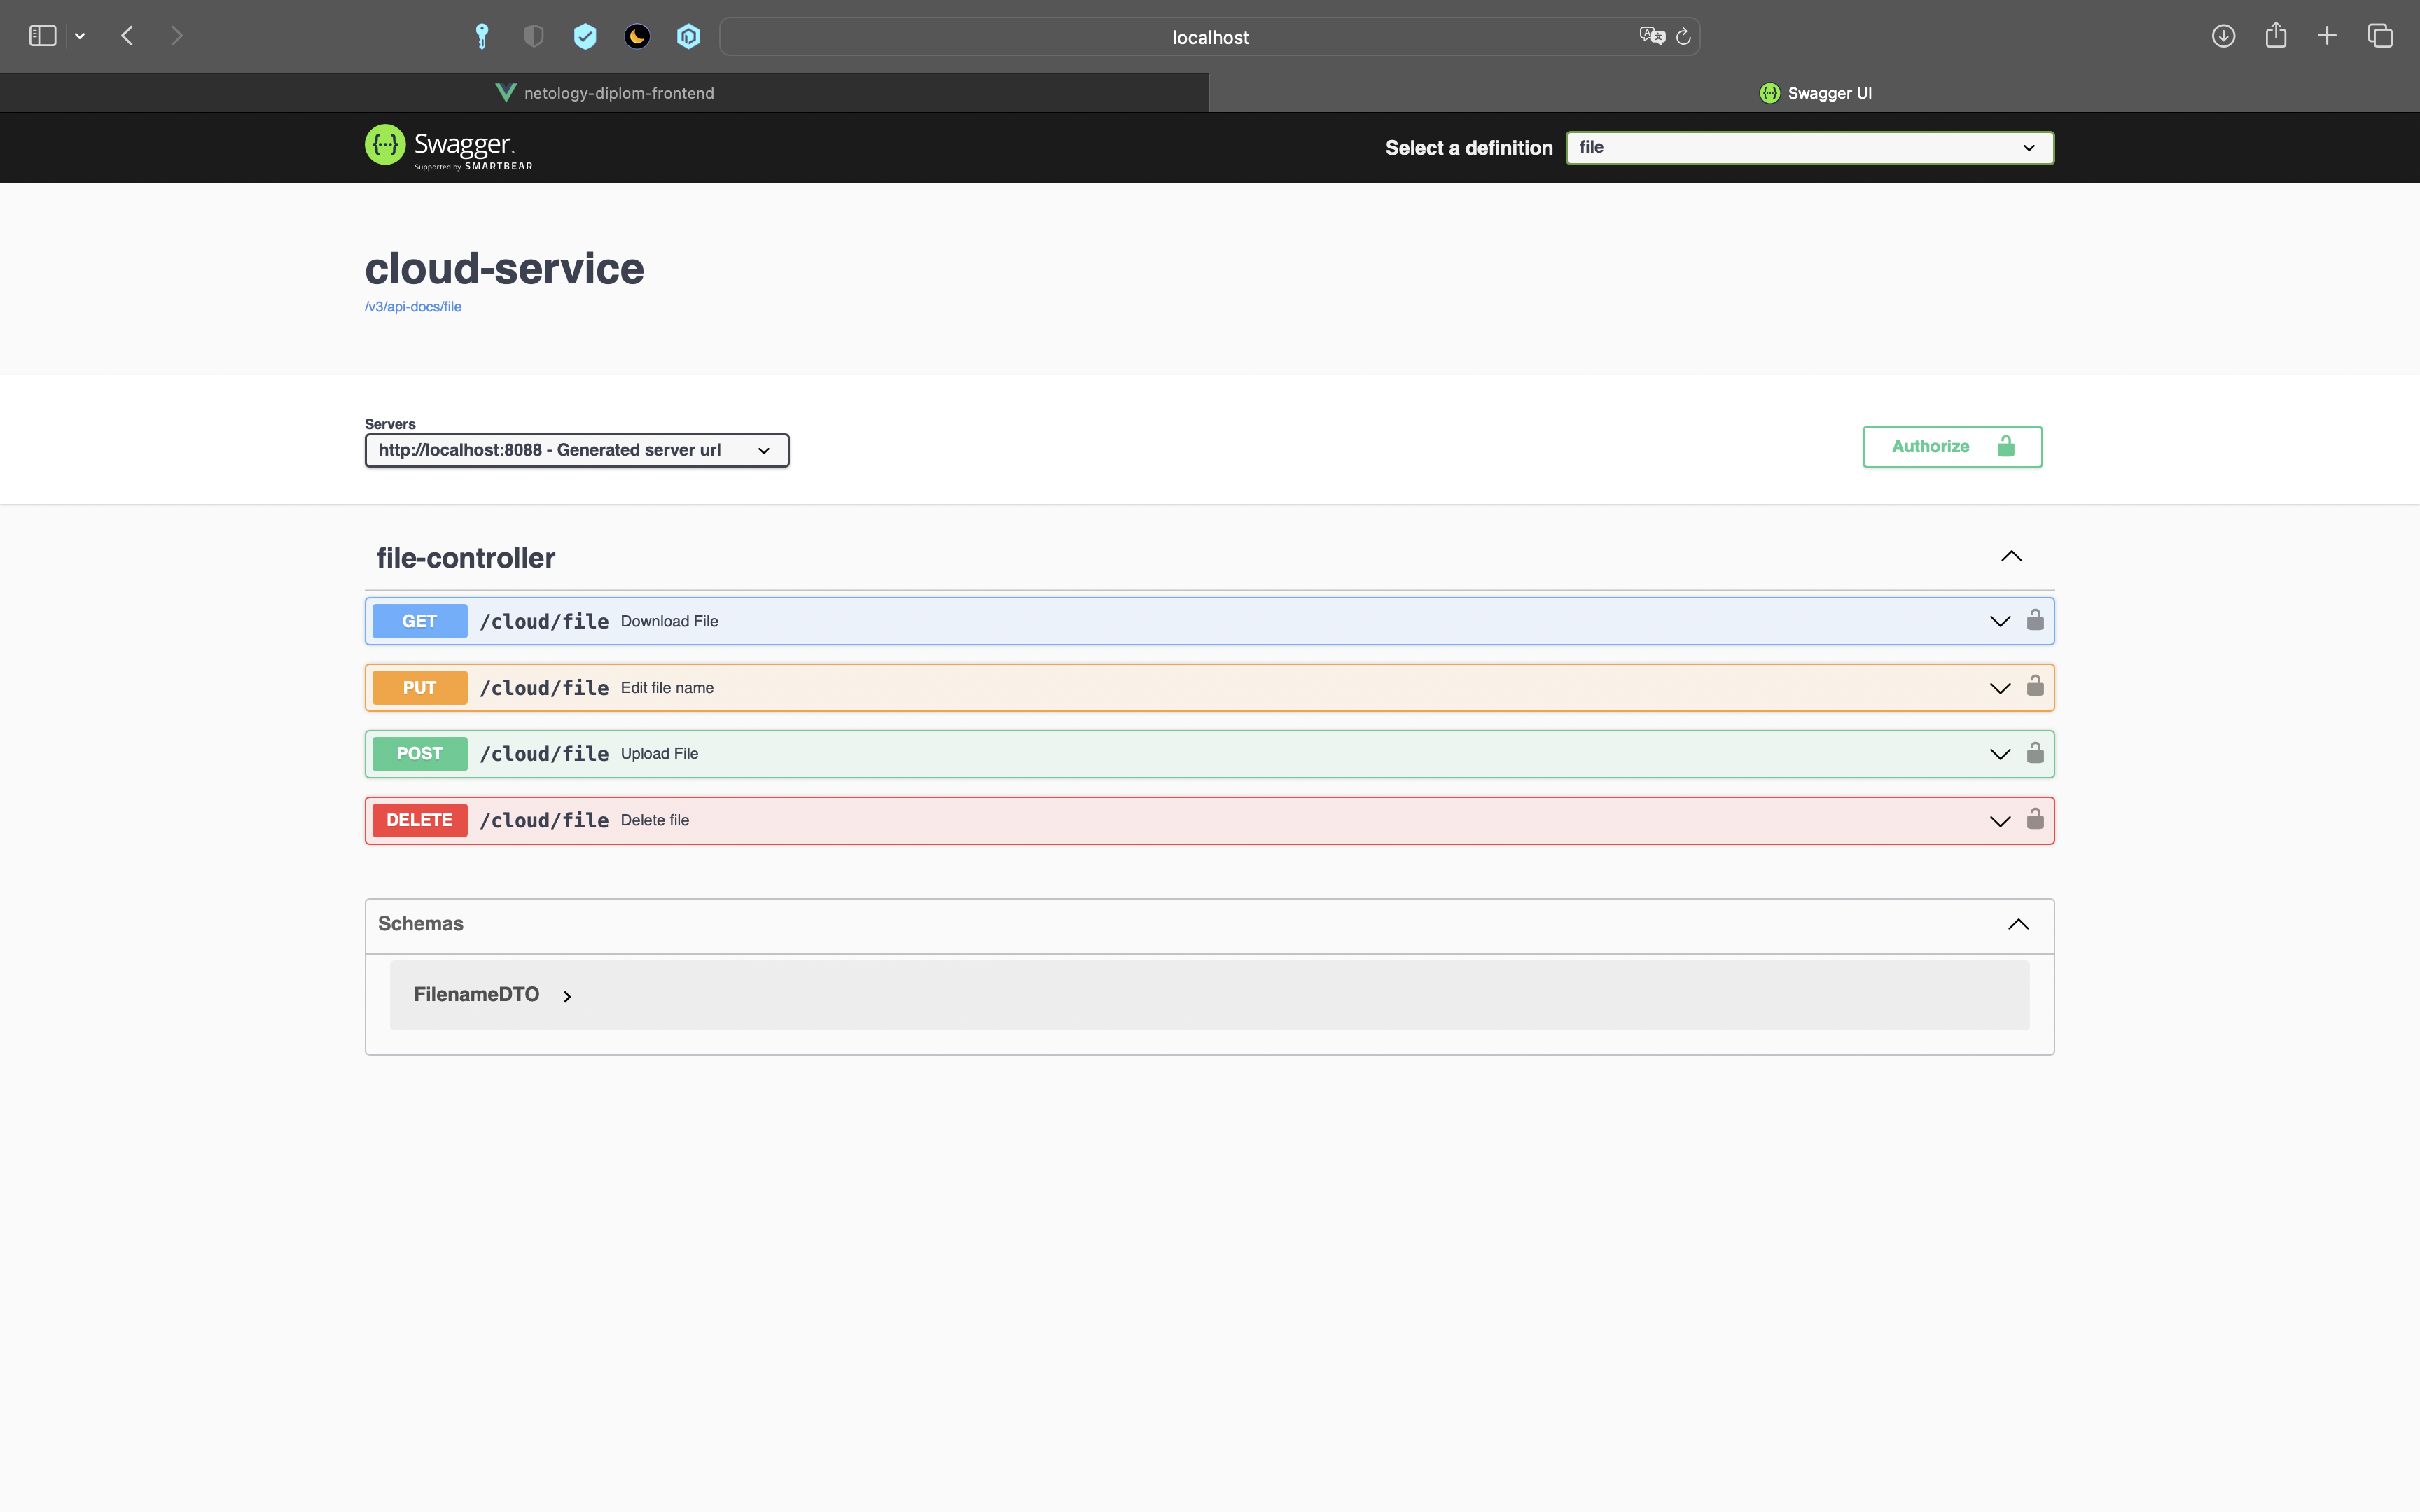 localhost
netology-diplom-frontend
Swagger UI
Swagger
Supported by SMARTBEAR
Select a definition
file
cloud-service
/v3/api-docs/file
Servers
http://localhost:8088 - Generated server url
Authorize
file-controller
GET /cloud/file Download File
PUT /cloud/file Edit file name
POST /cloud/file Upload File
DELETE /cloud/file Delete file
Schemas
FilenameDTO